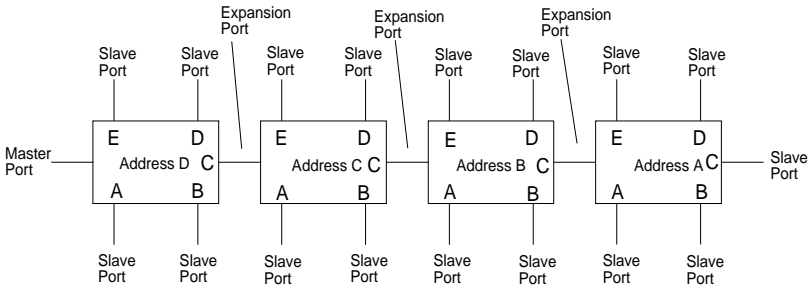 Expansion
Port
Expansion
Port
Expansion
Port
Slave
Port
Slave
Port
Slave
Port
Slave
Port
Slave
Port
Slave
Port
Slave
Port
Slave
Port
E D
E D
E D
E D
Master
Port
Address D C
Address C C
Address B C
Address A C
Slave
Port
A B
A B
A B
A B
Slave
Port
Slave
Port
Slave
Port
Slave
Port
Slave
Port
Slave
Port
Slave
Port
Slave
Port